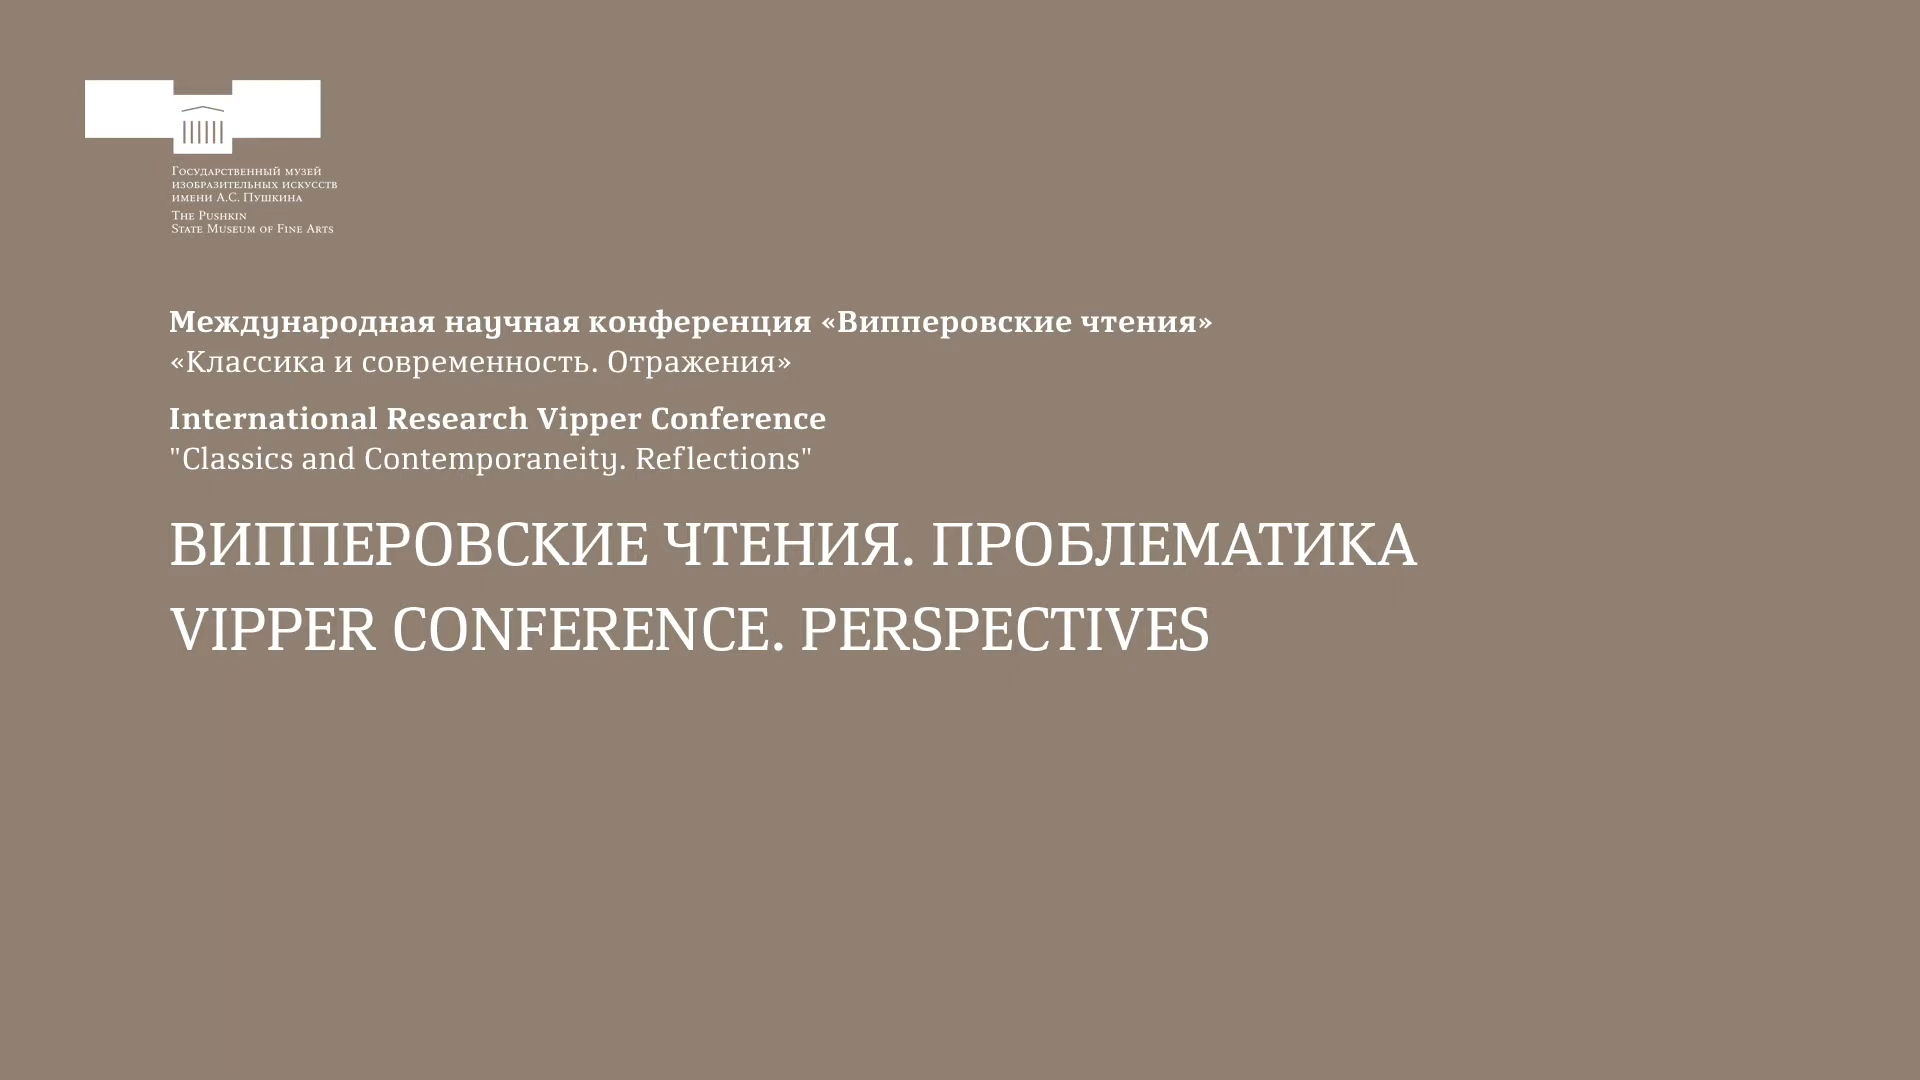 Государственный музей
изобразительных искусств
имени А.С. Пушкина
The Pushkin
State Museum of Fine Arts
Международная научная конференция «Випперовские чтения»
«Классика и современность. Отражения»
International Research Vipper Conference
"Classics and Contemporaneity. Reflections"
ВИППЕРОВСКИЕ ЧТЕНИЯ. ПРОБЛЕМАТИКА
VIPPER CONFERENCE. PERSPECTIVES